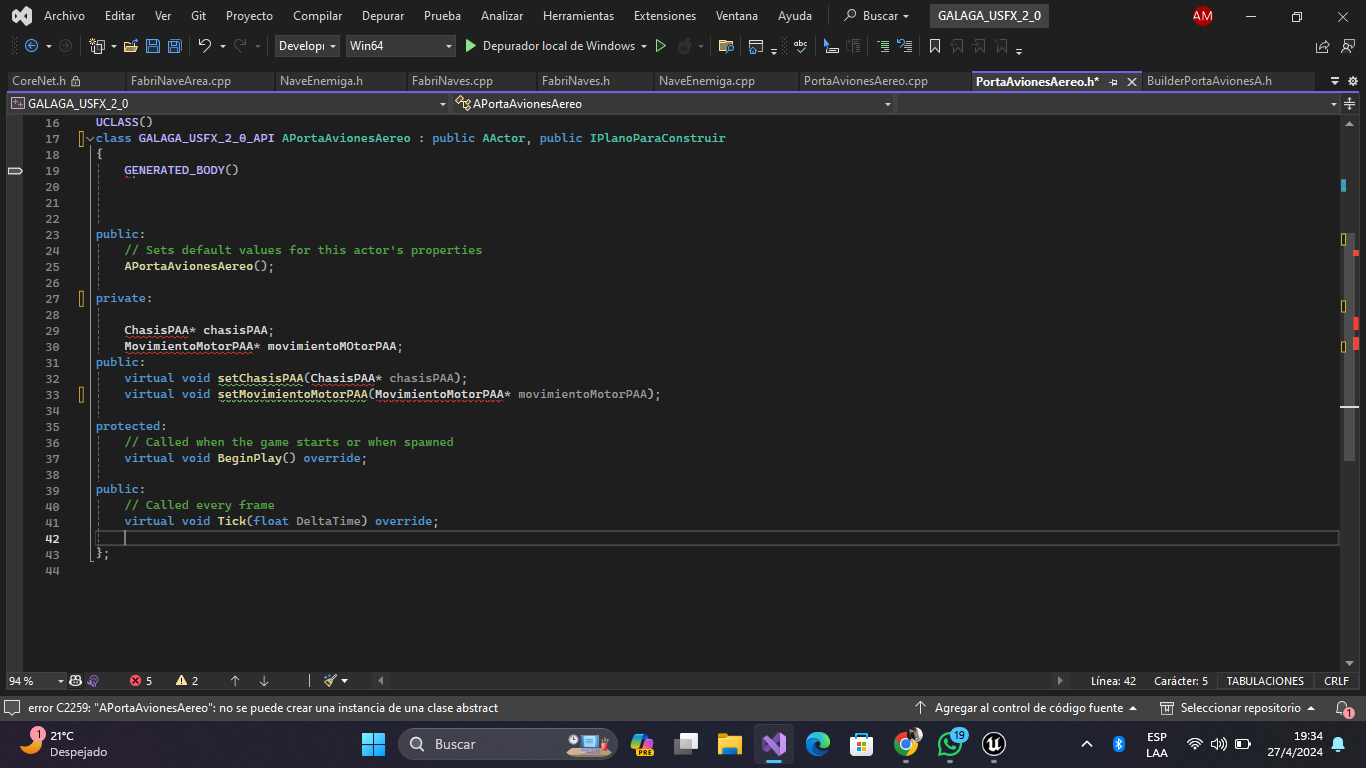 Archivo Editar Ver Git Proyecto Compilar Depurar Prueba Analizar Herramientas Extensiones Ventana Ayuda Buscar GALAGA_USFX_2_0 AM
Developı Win64 Depurador local de Windows
CoreNet.h FabriNaveArea.cpp NaveEnemiga.h FabriNaves.cpp FabriNaves.h NaveEnemiga.cpp PortaAvionesAereo.cpp PortaAvionesAereo.h* BuilderPortaAvionesA.h
GALAGA_USFX_2_0 APortaAvionesAereo
16 UCLASS()
17 class GALAGA_USFX_2_0_API APortaAvionesAereo : public AActor, public IPlanoParaConstruir
18 {
19 GENERATED_BODY()
20
21
22
23 public:
24 // Sets default values for this actor's properties
25 APortaAvionesAereo();
26
27 private:
28
29 ChasisPAA* chasisPAA;
30 MovimientoMotorPAA* movimientoMOtorPAA;
31 public:
32 virtual void setChasisPAA(ChasisPAA* chasisPAA);
33 virtual void setMovimientoMotorPAA(MovimientoMotorPAA* movimientoMotorPAA);
34
35 protected:
36 // Called when the game starts or when spawned
37 virtual void BeginPlay() override;
38
39 public:
40 // Called every frame
41 virtual void Tick(float DeltaTime) override;
42
43 };
44
94 % 5 2 Línea: 42 Carácter: 5 TABULACIONES CRLF
error C2259: "APortaAvionesAereo": no se puede crear una instancia de una clase abstract Agregar al control de código fuente Seleccionar repositorio 1
1 21°C Buscar PRE 19 ESP 19:34
Despejado LAA 27/4/2024